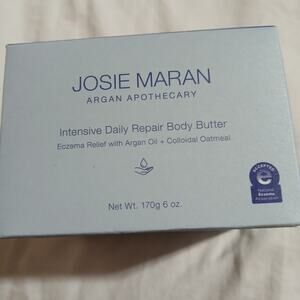 JOSIE MARAN
ARGAN APOTHECARY
Intensive Daily Repair Body Butter
Eczema Relief with Argan Oil + Colloidal Oatmeal
ACCEPTED
National
Eczema
Association
Net Wt. 170g 6 oz.